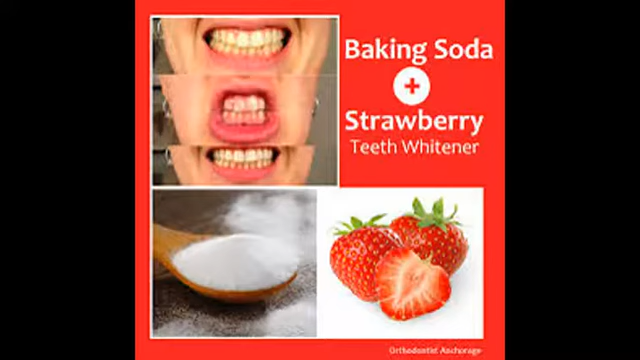 Baking Soda
+
Strawberry
Teeth Whitener
Orthodontist Anchorage